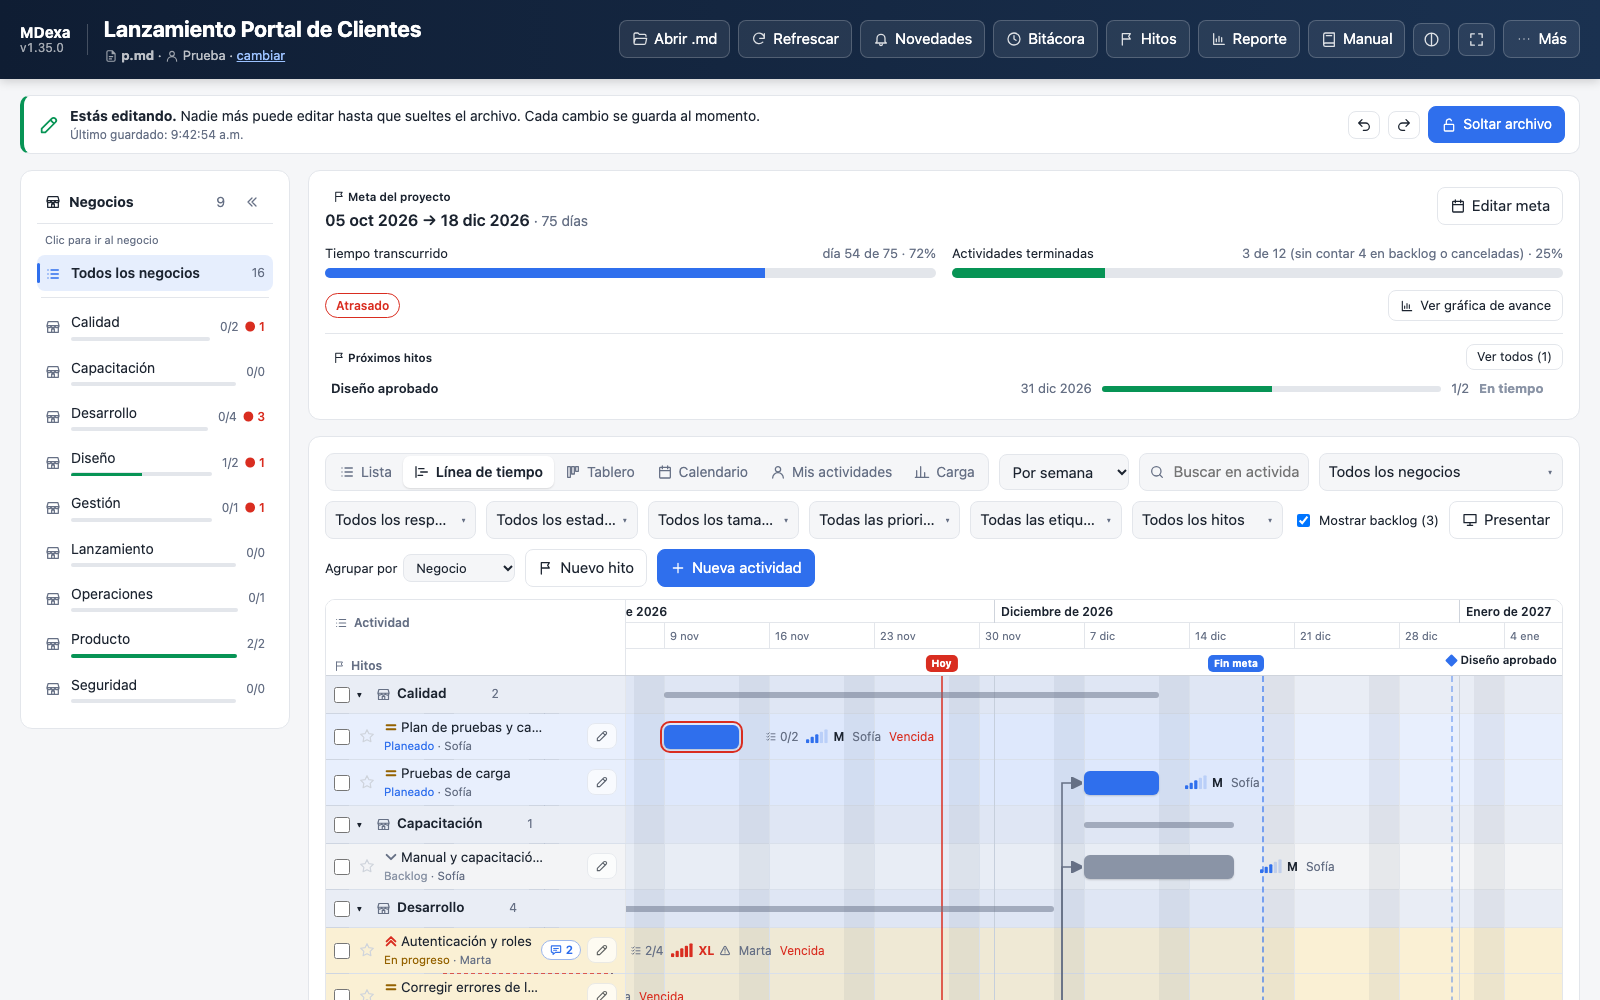 MDexa
v1.35.0
Lanzamiento Portal de Clientes
p.md · Prueba · cambiar
Abrir .md
Refrescar
Novedades
Bitácora
Hitos
Reporte
Manual
Más
Estás editando. Nadie más puede editar hasta que sueltes el archivo. Cada cambio se guarda al momento.
Último guardado: 9:42:54 a.m.
Soltar archivo
Negocios 9
Clic para ir al negocio
Todos los negocios 16
Calidad 0/2 1
Capacitación 0/0
Desarrollo 0/4 3
Diseño 1/2 1
Gestión 0/1 1
Lanzamiento 0/0
Operaciones 0/1
Producto 2/2
Seguridad 0/0
Meta del proyecto
05 oct 2026 → 18 dic 2026 · 75 días
Editar meta
Tiempo transcurrido día 54 de 75 · 72%
Actividades terminadas 3 de 12 (sin contar 4 en backlog o canceladas) · 25%
Atrasado
Ver gráfica de avance
Próximos hitos
Ver todos (1)
Diseño aprobado 31 dic 2026 1/2 En tiempo
Lista
Línea de tiempo
Tablero
Calendario
Mis actividades
Carga
Por semana
Buscar en activida
Todos los negocios
Todos los resp...
Todos los estad...
Todos los tama...
Todas las priori...
Todas las etiqu...
Todos los hitos
Mostrar backlog (3)
Presentar
Agrupar por Negocio
Nuevo hito
Nueva actividad
Actividad
e 2026
Diciembre de 2026
Enero de 2027
9 nov
16 nov
23 nov
30 nov
7 dic
14 dic
21 dic
28 dic
4 ene
Hitos
Hoy
Fin meta
Diseño aprobado
Calidad 2
Plan de pruebas y ca...
Planeado · Sofía
0/2 M Sofía Vencida
Pruebas de carga
Planeado · Sofía
M Sofía
Capacitación 1
Manual y capacitació...
Backlog · Sofía
M Sofía
Desarrollo 4
Autenticación y roles
En progreso · Marta
2
2/4 XL Marta Vencida
Corregir errores de l...
a Vencida